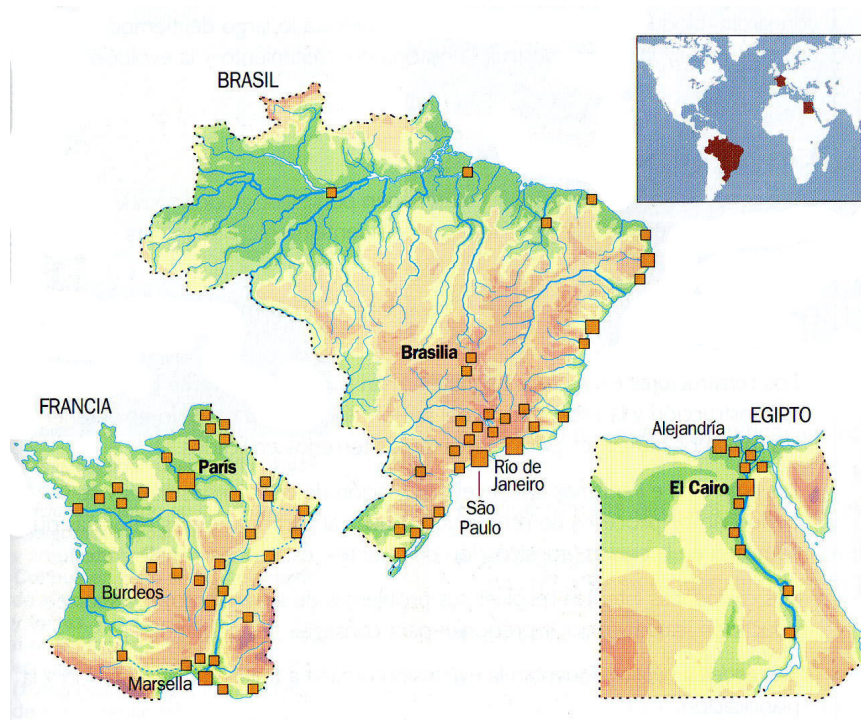 BRASIL
Brasilia
Río de
Janeiro
São
Paulo
FRANCIA
París
Burdeos
Marsella
EGIPTO
Alejandría
El Cairo